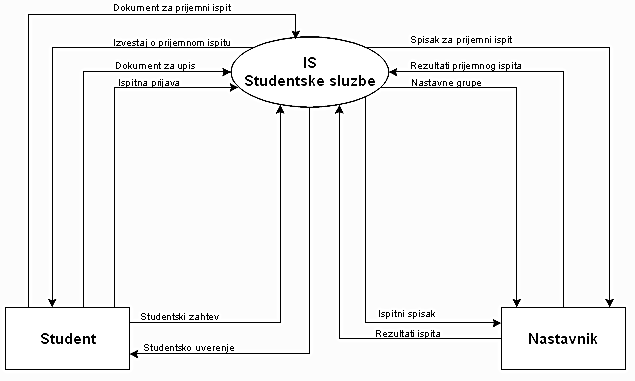 Dokument za prijemni ispit
Izvestaj o prijemnom ispitu
Spisak za prijemni ispit
IS
Studentske sluzbe
Dokument za upis
Rezultati prijemnog ispita
Ispitna prijava
Nastavne grupe
Studentski zahtev
Ispitni spisak
Student
Rezultati ispita
Nastavnik
Studentsko uverenje